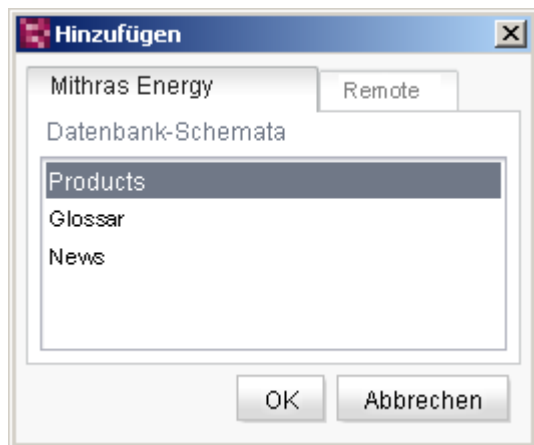 Hinzufügen
Mithras Energy
Remote
Datenbank-Schemata
Products
Glossar
News
OK
Abbrechen